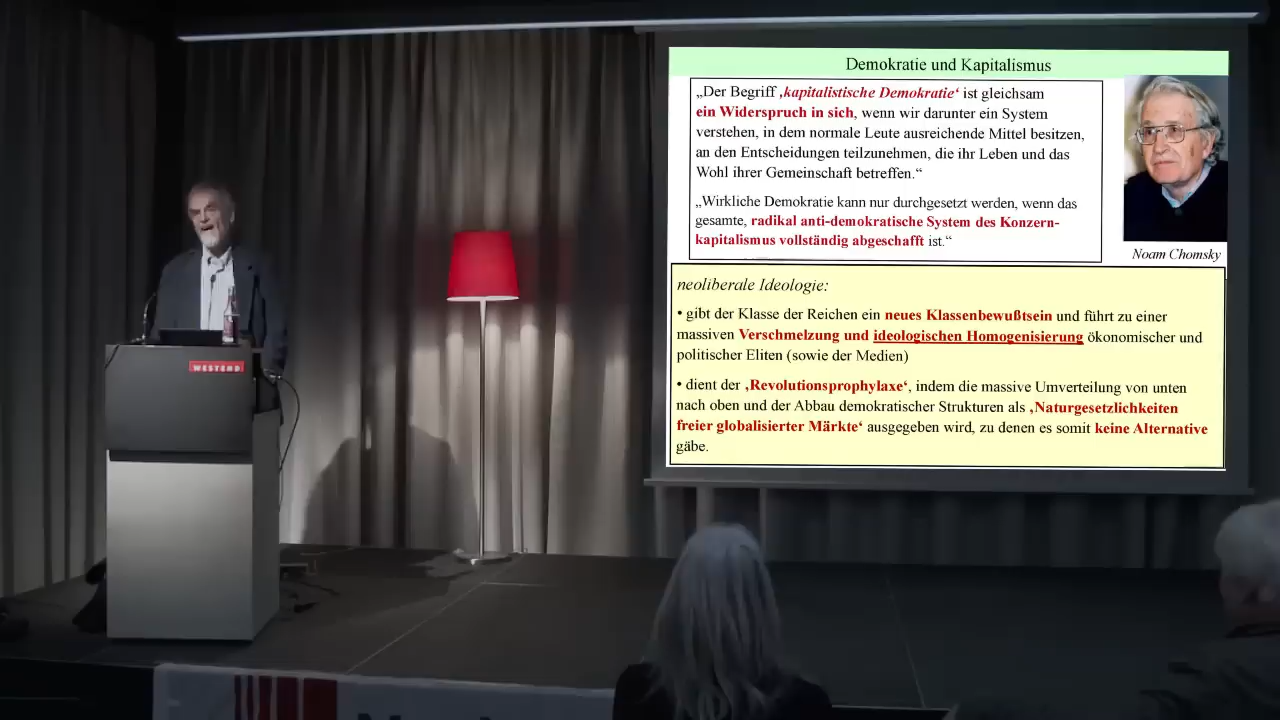 Demokratie und Kapitalismus
„Der Begriff ‚kapitalistische Demokratie‘ ist gleichsam
ein Widerspruch in sich, wenn wir darunter ein System
verstehen, in dem normale Leute ausreichende Mittel besitzen,
an den Entscheidungen teilzunehmen, die ihr Leben und das
Wohl ihrer Gemeinschaft betreffen.“
„Wirkliche Demokratie kann nur durchgesetzt werden, wenn das
gesamte, radikal anti-demokratische System des Konzern-
kapitalismus vollständig abgeschafft ist.“
Noam Chomsky
neoliberale Ideologie:
• gibt der Klasse der Reichen ein neues Klassenbewußtsein und führt zu einer
massiven Verschmelzung und ideologischen Homogenisierung ökonomischer und
politischer Eliten (sowie der Medien)
• dient der ‚Revolutionsprophylaxe‘, indem die massive Umverteilung von unten
nach oben und der Abbau demokratischer Strukturen als ‚Naturgesetzlichkeiten
freier globalisierter Märkte‘ ausgegeben wird, zu denen es somit keine Alternative
gäbe.
WESTEND